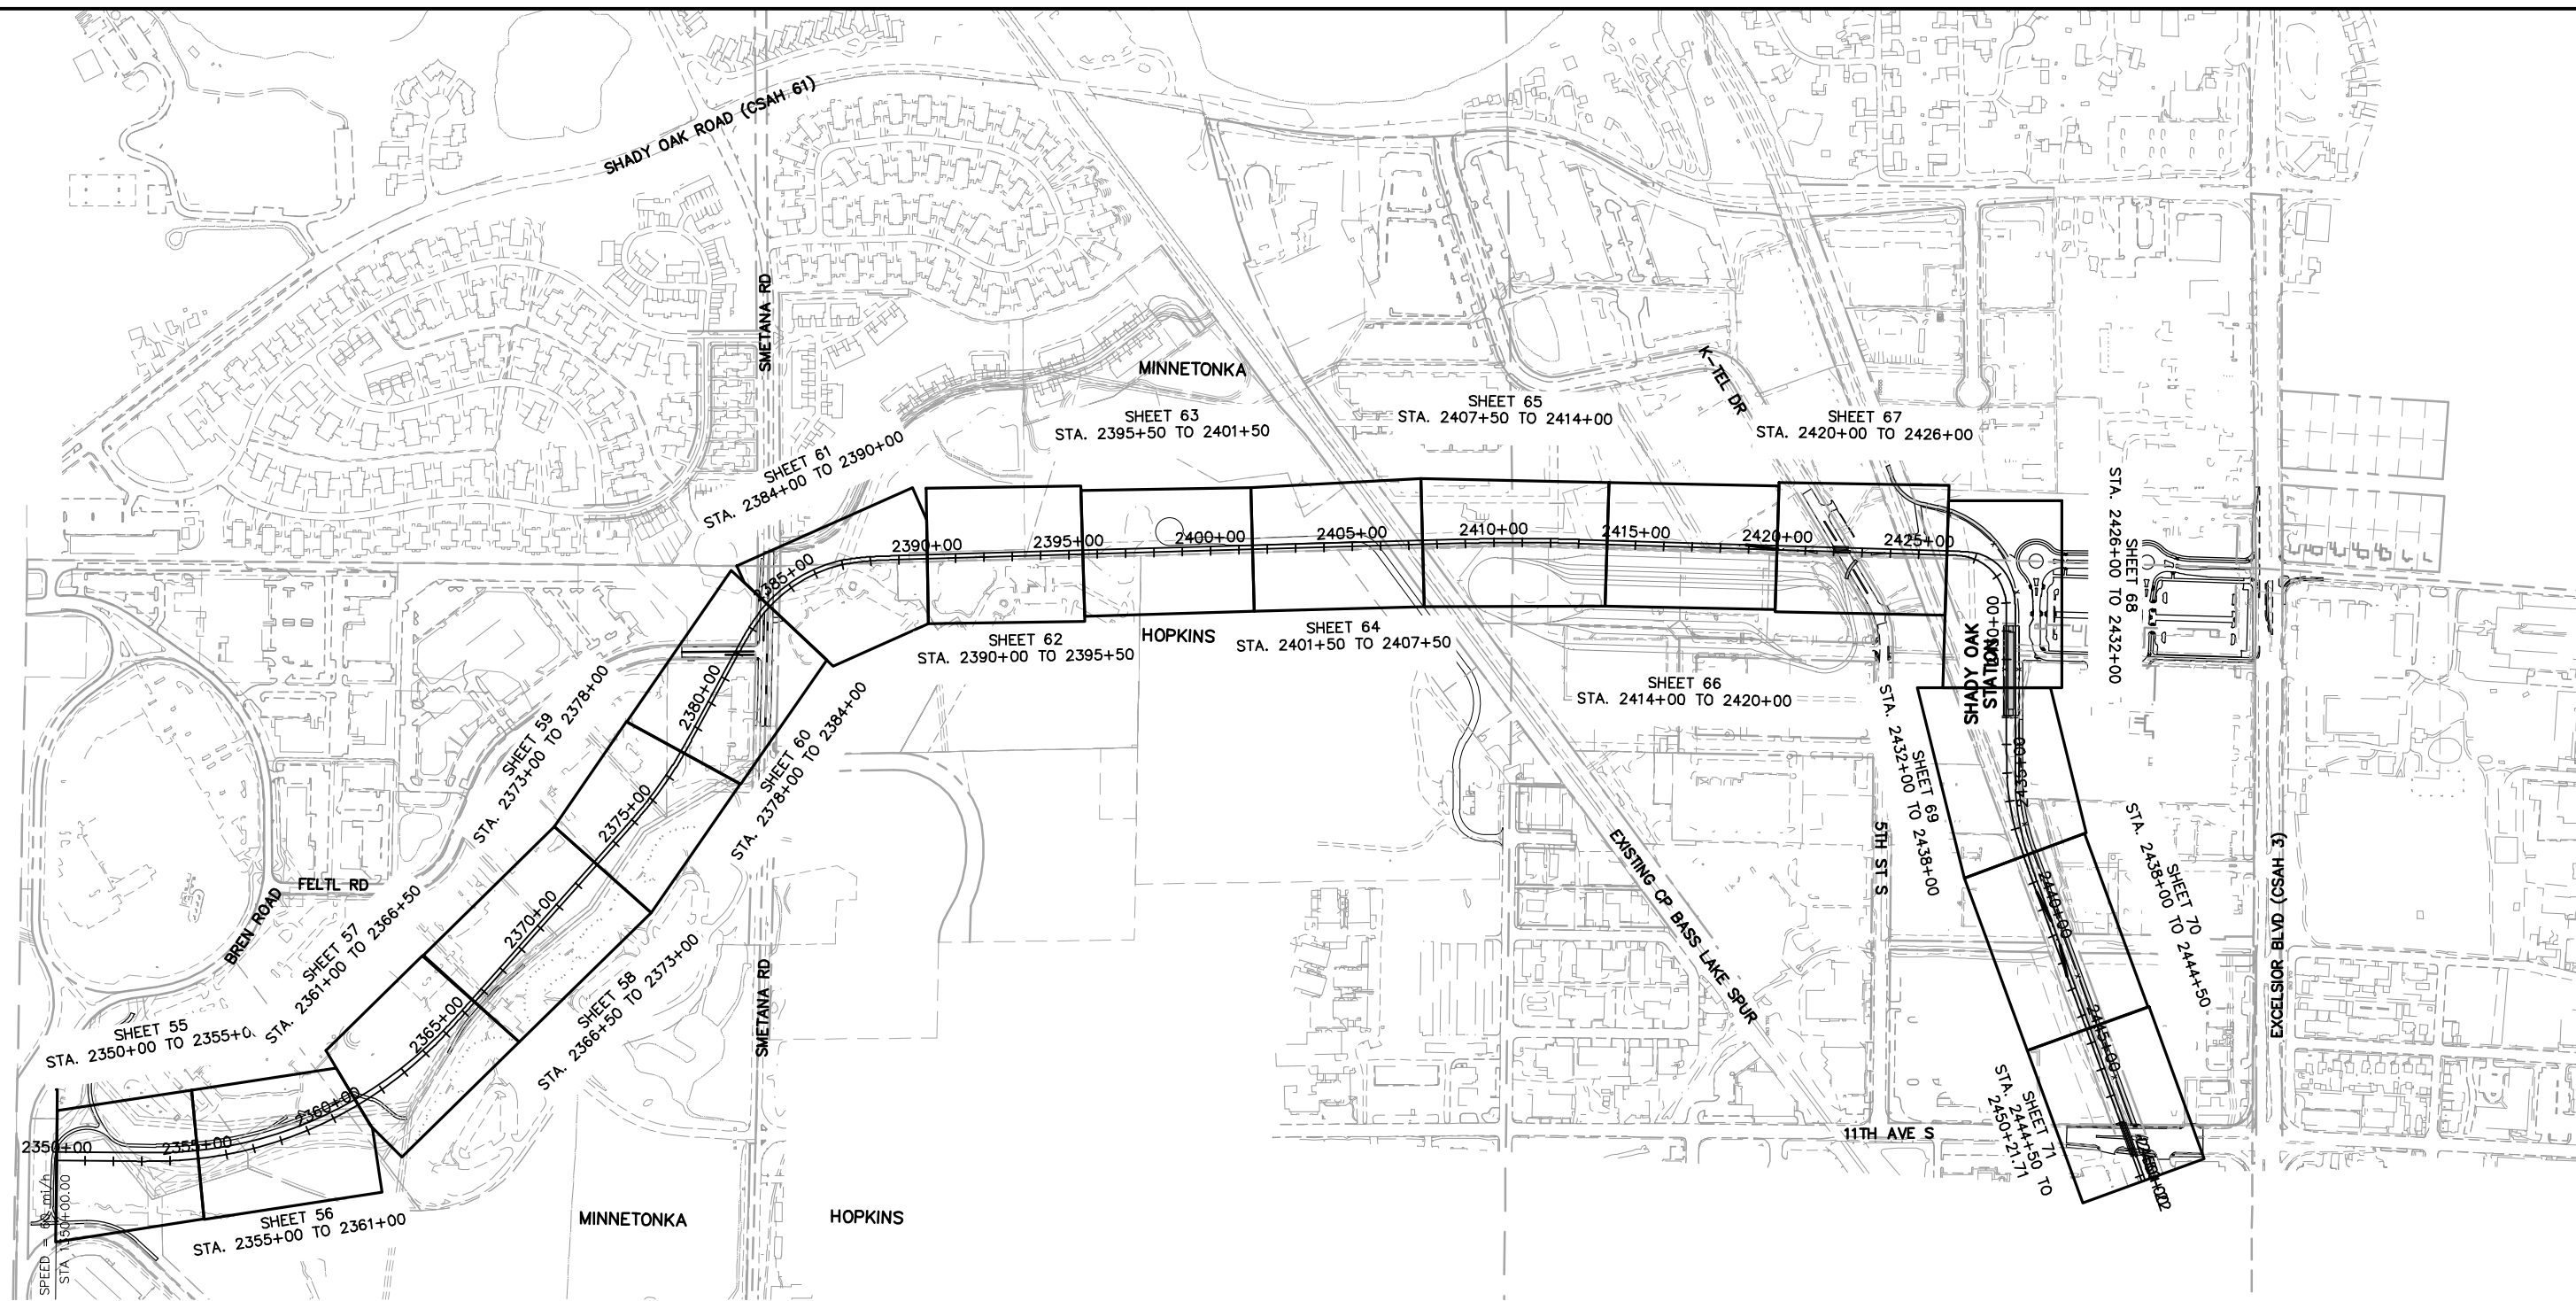 SHADY OAK ROAD (CSAH 61)
SMETANA RD
MINNETONKA
K-TEL DR
SHEET 61
STA. 2384+00 TO 2390+00
SHEET 63
STA. 2395+50 TO 2401+50
SHEET 65
STA. 2407+50 TO 2414+00
SHEET 67
STA. 2420+00 TO 2426+00
SHEET 68
STA. 2426+00 TO 2432+00
2385+00
2390+00
2395+00
2400+00
2405+00
2410+00
2415+00
2420+00
2425+00
SHEET 62
STA. 2390+00 TO 2395+50
HOPKINS
SHEET 64
STA. 2401+50 TO 2407+50
SHEET 66
STA. 2414+00 TO 2420+00
SHADY OAK
STATION
2380+00
2375+00
2370+00
2365+00
2360+00
2355+00
2350+00
SHEET 59
STA. 2373+00 TO 2378+00
SHEET 60
STA. 2378+00 TO 2384+00
SHEET 57
STA. 2361+00 TO 2366+50
SHEET 58
STA. 2366+50 TO 2373+00
FELTL RD
BREN ROAD
SHEET 55
STA. 2350+00 TO 2355+0
SHEET 56
STA. 2355+00 TO 2361+00
SMETANA RD
MINNETONKA
HOPKINS
EXISTING CP BASS LAKE SPUR
5TH ST S
SHEET 69
STA. 2432+00 TO 2438+00
2435+00
2440+00
2445+00
SHEET 70
STA. 2438+00 TO 2444+50
SHEET 71
STA. 2444+50 TO
2450+21.71
11TH AVE S
EXCELSIOR BLVD (CSAH 3)